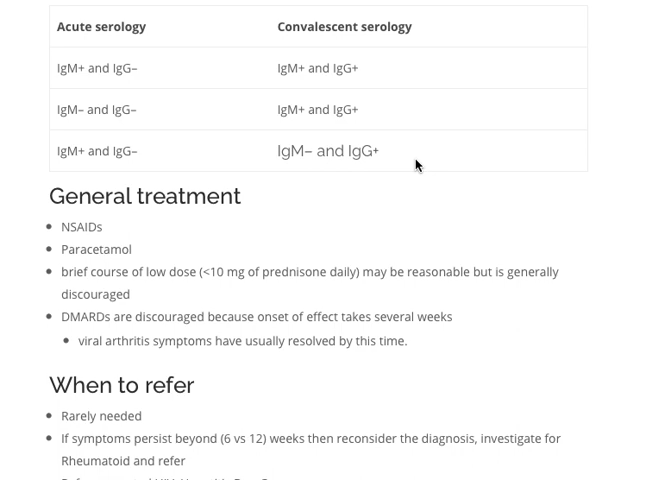 Acute serology Convalescent serology
IgM+ and IgG– IgM+ and IgG+
IgM– and IgG– IgM+ and IgG+
IgM+ and IgG– IgM– and IgG+
General treatment
NSAIDs
Paracetamol
brief course of low dose (<10 mg of prednisone daily) may be reasonable but is generally
discouraged
DMARDs are discouraged because onset of effect takes several weeks
viral arthritis symptoms have usually resolved by this time.
When to refer
Rarely needed
If symptoms persist beyond (6 vs 12) weeks then reconsider the diagnosis, investigate for
Rheumatoid and refer